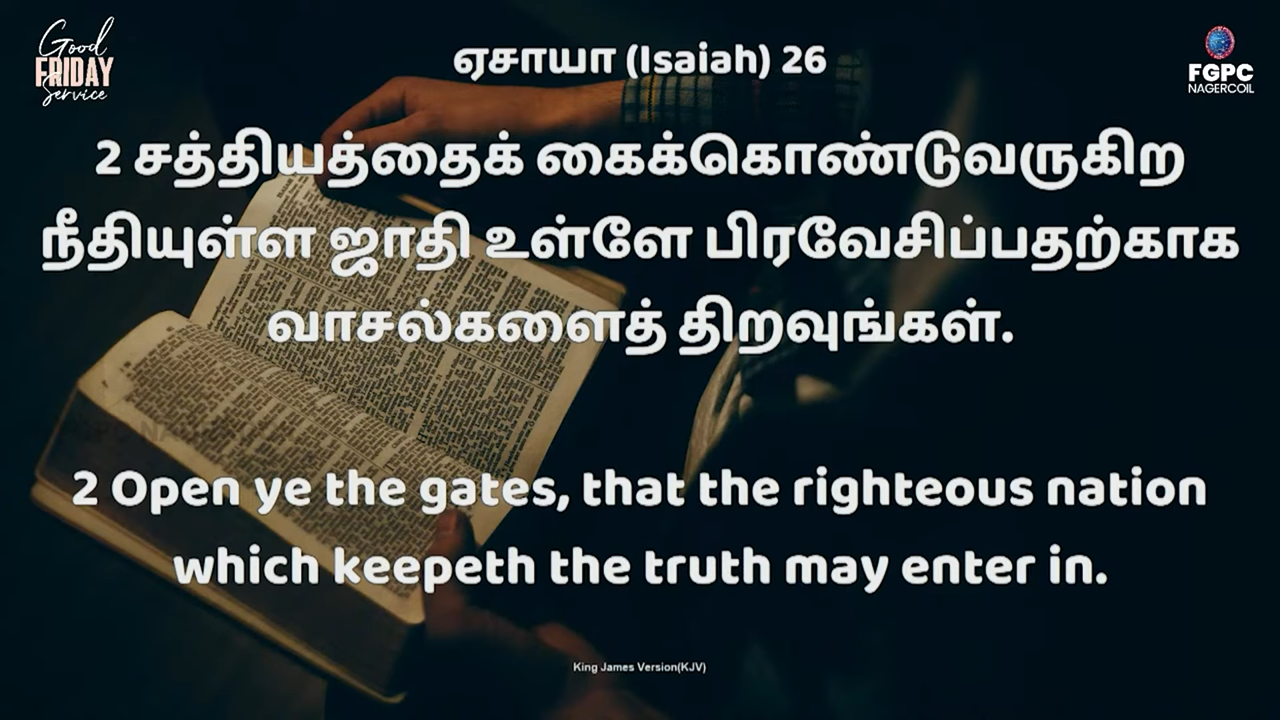 Good
FRIDAY
Service
ஏசாயா (Isaiah) 26
FGPC
NAGERCOIL
2 சத்தியத்தைக் கைக்கொண்டுவருகிற
நீதியுள்ள ஜாதி உள்ளே பிரவேசிப்பதற்காக
வாசல்களைத் திறவுங்கள்.
2 Open ye the gates, that the righteous nation
which keepeth the truth may enter in.
King James Version(KJV)